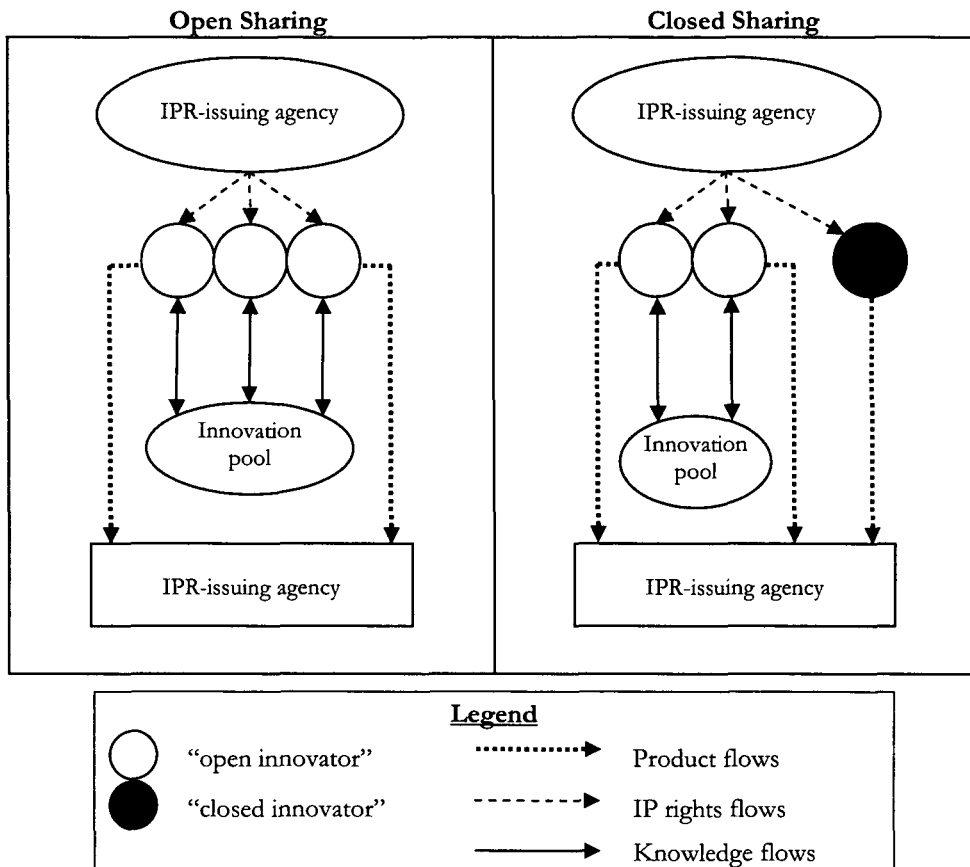 Open Sharing
Closed Sharing
IPR-issuing agency
IPR-issuing agency
Innovation
pool
Innovation
pool
IPR-issuing agency
IPR-issuing agency
Legend
“open innovator”
Product flows
“closed innovator”
IP rights flows
Knowledge flows